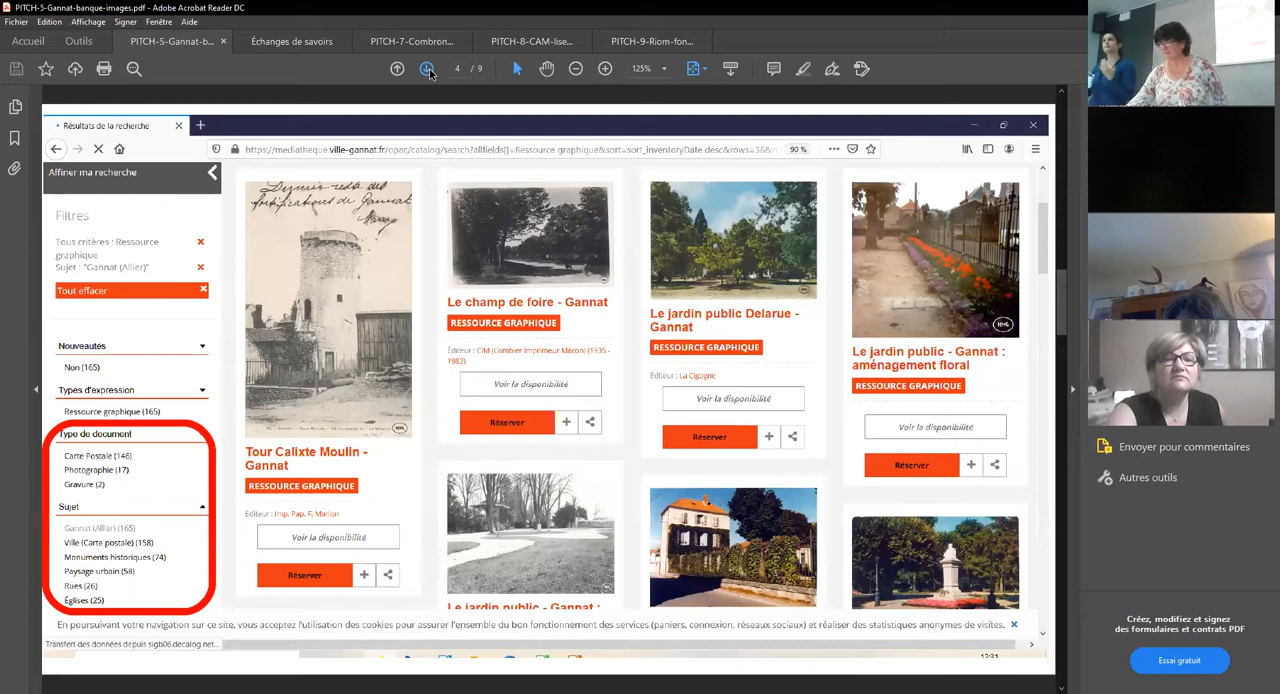 PITCH-5-Gannat-banque-images.pdf - Adobe Acrobat Reader DC
Fichier Edition Affichage Signer Fenêtre Aide
Accueil Outils PITCH-5-Gannat-b... × Échanges de savoirs PITCH-7-Combron... PITCH-8-CAM-lise... PITCH-9-Riom-fon...
4 / 9 125%
Résultats de la recherche
https://mediatheque.ville-gannat.fr/opac/catalog/search?allfields[]=Ressource graphique&sort=sort_inventoryDate desc&rows=36&
90 %
Affiner ma recherche
Filtres
Tous critères : Ressource
graphique
Sujet : "Gannat (Allier)"
Tout effacer
Nouveautés
Non (165)
Types d'expression
Ressource graphique (165)
Type de document
Carte Postale (146)
Photographie (17)
Gravure (2)
Sujet
Gannat (Allier) (165)
Ville (Carte postale) (158)
Monuments historiques (74)
Paysage urbain (58)
Rues (26)
Églises (25)
Dernier reste des
fortifications de Gannat
Tour Calixte Moulin -
Gannat
RESSOURCE GRAPHIQUE
Éditeur : Imp. Pap. F. Marion
Voir la disponibilité
Réserver
Le champ de foire - Gannat
RESSOURCE GRAPHIQUE
Éditeur : CIM (Combier Imprimeur Mâcon) (1935 -
1982)
Voir la disponibilité
Réserver
Le jardin public - Gannat :
Le jardin public Delarue -
Gannat
RESSOURCE GRAPHIQUE
Éditeur : La Cigogne
Voir la disponibilité
Réserver
Le jardin public - Gannat :
aménagement floral
RESSOURCE GRAPHIQUE
Voir la disponibilité
Réserver
En poursuivant votre navigation sur ce site, vous acceptez l'utilisation de cookies pour assurer l'ensemble du bon fonctionnement des services (paniers, connexion, réseaux sociaux) et réaliser des statistiques anonymes de visites.
Transfert des données depuis sigb06.decalog.net...
12:31
Envoyer pour commentaires
Autres outils
Créez, modifiez et signez
des formulaires et contrats PDF
Essai gratuit